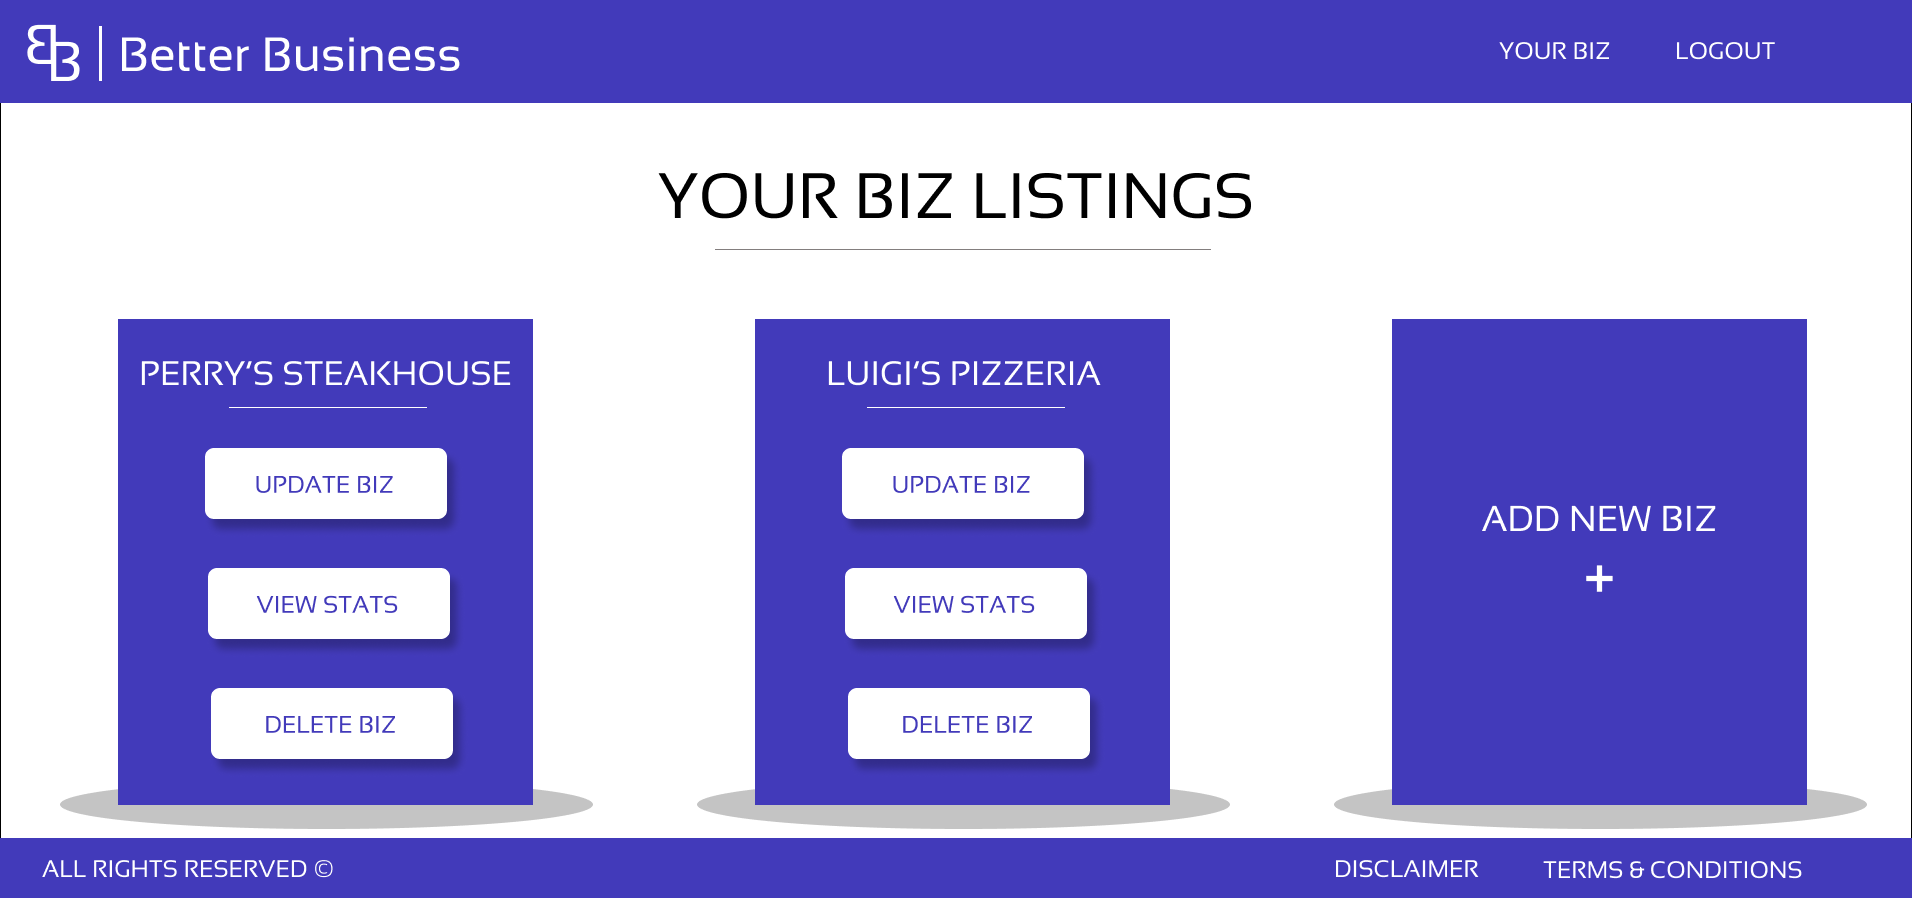 BB | Better Business
YOUR BIZ
LOGOUT
YOUR BIZ LISTINGS
PERRY'S STEAKHOUSE
UPDATE BIZ
VIEW STATS
DELETE BIZ
LUIGI'S PIZZERIA
UPDATE BIZ
VIEW STATS
DELETE BIZ
ADD NEW BIZ
+
ALL RIGHTS RESERVED ©
DISCLAIMER
TERMS & CONDITIONS